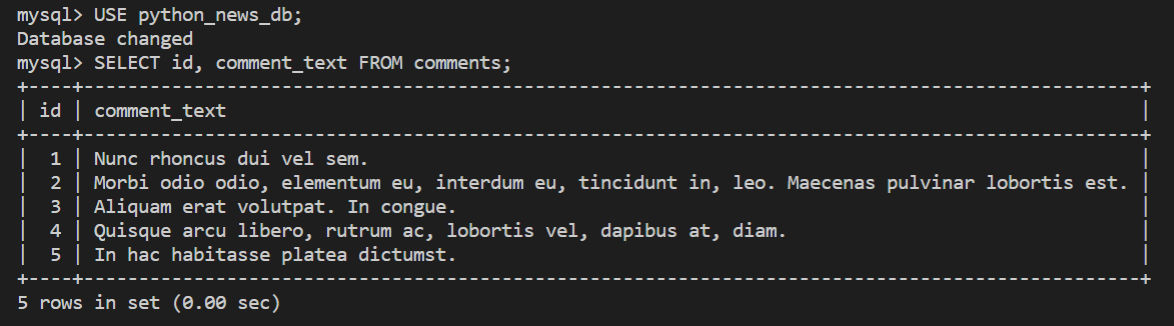 mysql> USE python_news_db;
Database changed
mysql> SELECT id, comment_text FROM comments;
+----+------------------------------------------------------------------------------------------------+
| id | comment_text                                                                                   |
+----+------------------------------------------------------------------------------------------------+
|  1 | Nunc rhoncus dui vel sem.                                                                      |
|  2 | Morbi odio odio, elementum eu, interdum eu, tincidunt in, leo. Maecenas pulvinar lobortis est. |
|  3 | Aliquam erat volutpat. In congue.                                                              |
|  4 | Quisque arcu libero, rutrum ac, lobortis vel, dapibus at, diam.                                |
|  5 | In hac habitasse platea dictumst.                                                              |
+----+------------------------------------------------------------------------------------------------+
5 rows in set (0.00 sec)